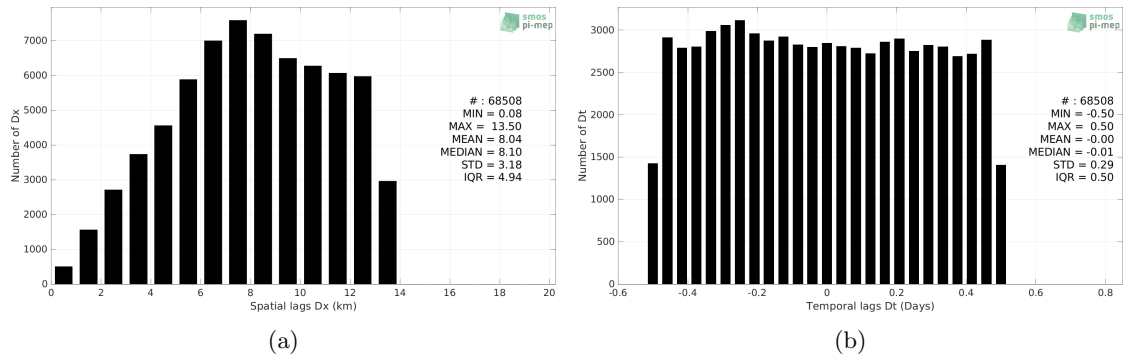 smos
pi-mep
7000
6000
5000
4000
3000
2000
1000
0
Number of Dx
# : 68508
MIN = 0.08
MAX = 13.50
MEAN = 8.04
MEDIAN = 8.10
STD = 3.18
IQR = 4.94
0 2 4 6 8 10 12 14 16 18 20
Spatial lags Dx (km)
(a)
smos
pi-mep
3000
2500
2000
1500
1000
500
0
Number of Dt
# : 68508
MIN = -0.50
MAX = 0.50
MEAN = -0.00
MEDIAN = -0.01
STD = 0.29
IQR = 0.50
-0.6 -0.4 -0.2 0 0.2 0.4 0.6 0.8
Temporal lags Dt (Days)
(b)